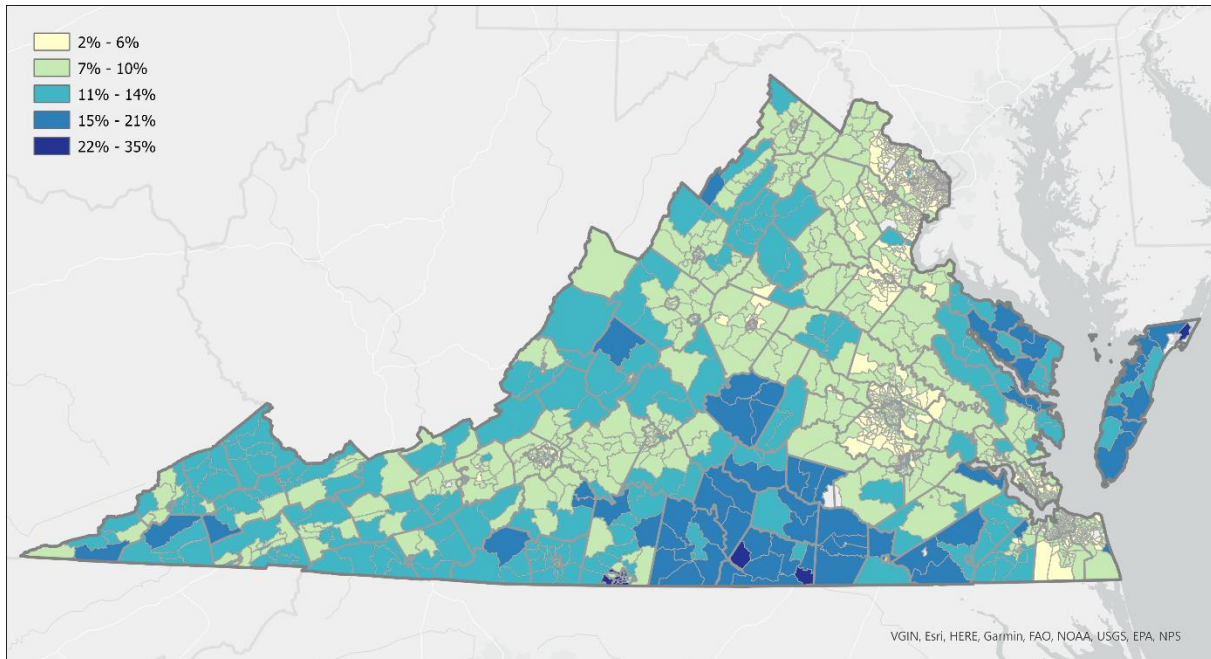 2% - 6%
7% - 10%
11% - 14%
15% - 21%
22% - 35%
VGIN, Esri, HERE, Garmin, FAO, NOAA, USGS, EPA, NPS